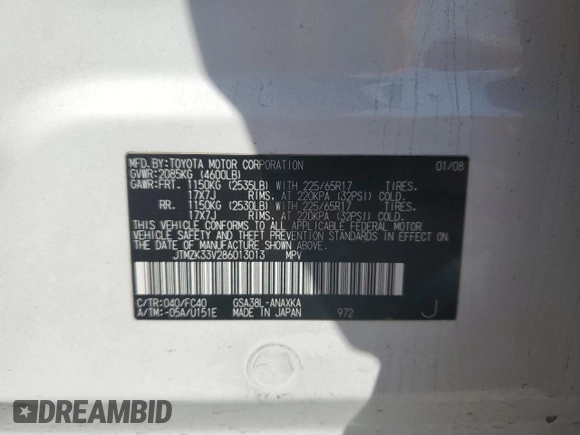 MFD.BY:TOYOTA MOTOR CORPORATION 01/08
GVWR:2085KG (4600LB)
GAWR:FRT. 1150KG (2535LB) WITH 225/65R17 TIRES.
17X7J RIMS. AT 220KPA (32PSI) COLD.
RR. 1150KG (2530LB) WITH 225/65R17 TIRES.
17X7J RIMS. AT 220KPA (32PSI) COLD.
THIS VEHICLE CONFORMS TO ALL APPLICABLE FEDERAL MOTOR
VEHICLE SAFETY AND THEFT PREVENTION STANDARDS IN EFFECT
ON THE DATE OF MANUFACTURE SHOWN ABOVE.
JTMZK33V286013013 MPV
C/TR:040/FC40 GSA38L-ANAXKA
A/TM:-05A/U151E MADE IN JAPAN 972 J
DREAMBID